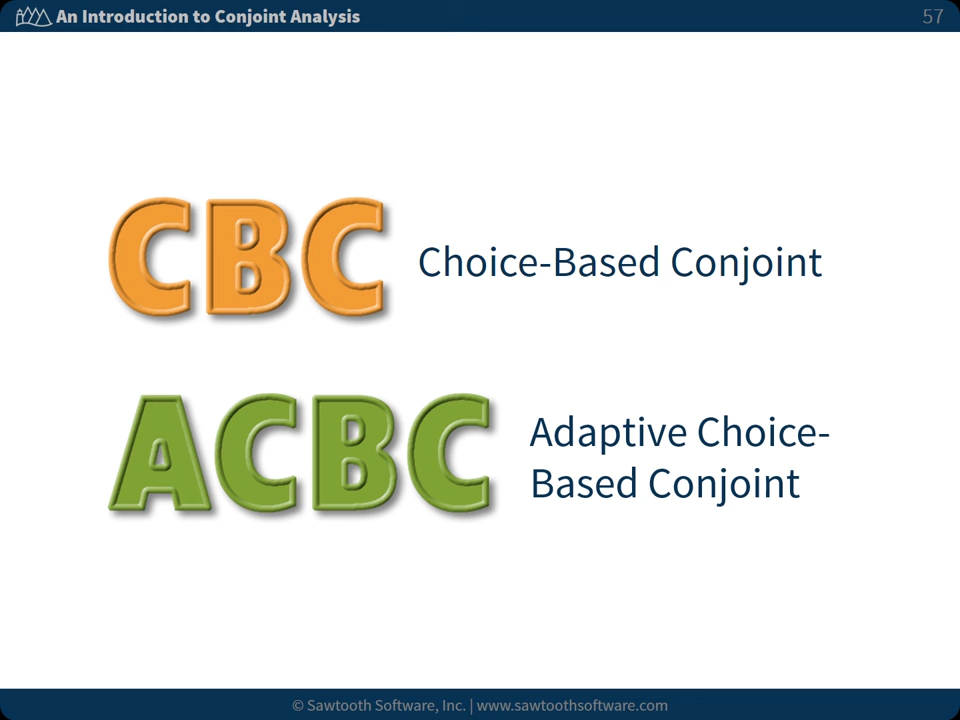 An Introduction to Conjoint Analysis
57
CBC
Choice-Based Conjoint
ACBC
Adaptive Choice-
Based Conjoint
© Sawtooth Software, Inc. | www.sawtoothsoftware.com